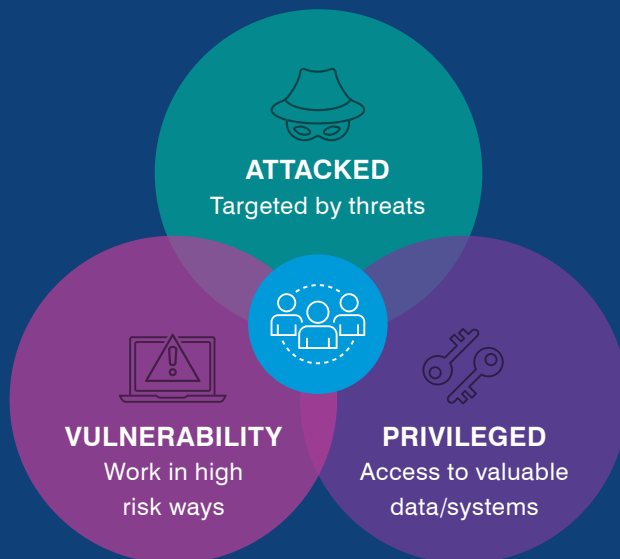 ATTACKED
Targeted by threats
VULNERABILITY
Work in high
risk ways
PRIVILEGED
Access to valuable
data/systems